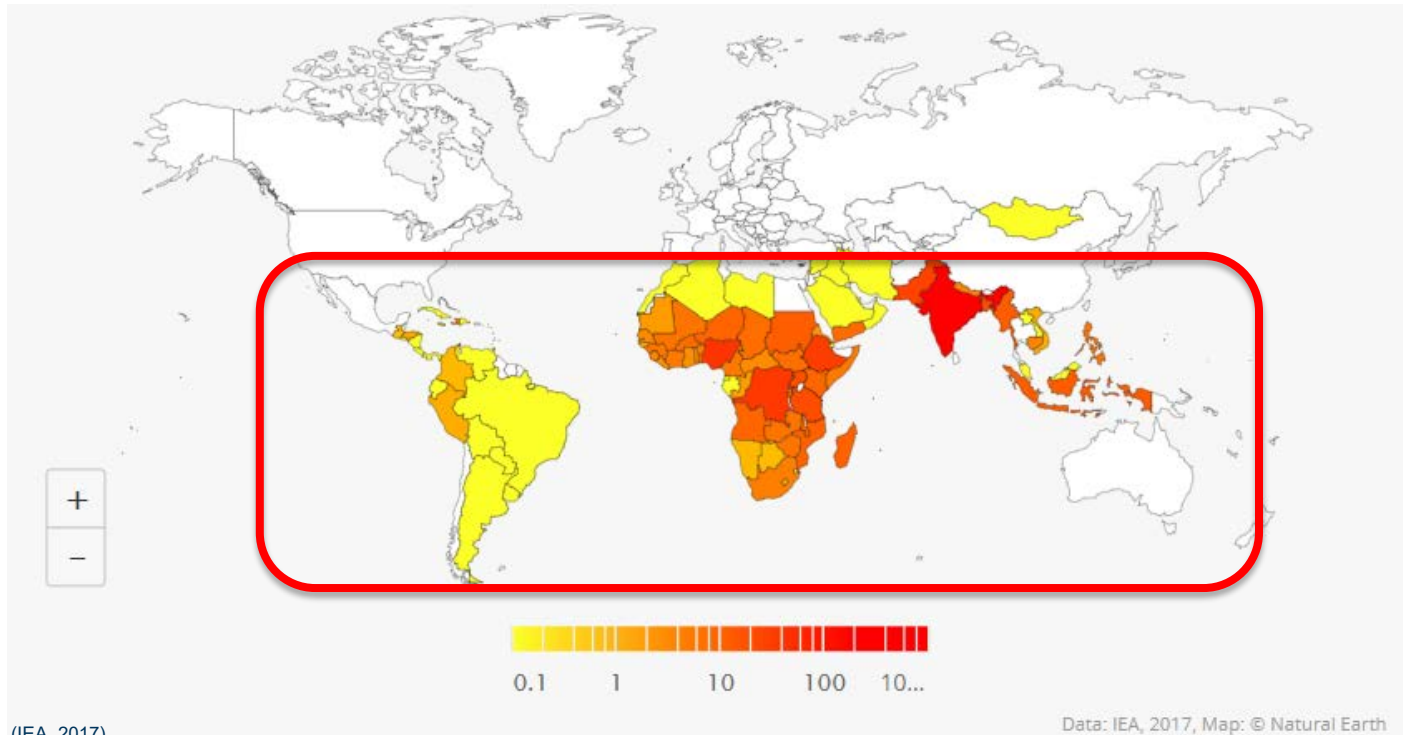 +
−
0.1 1 10 100 10...
Data: IEA, 2017, Map: © Natural Earth
(IEA, 2017)